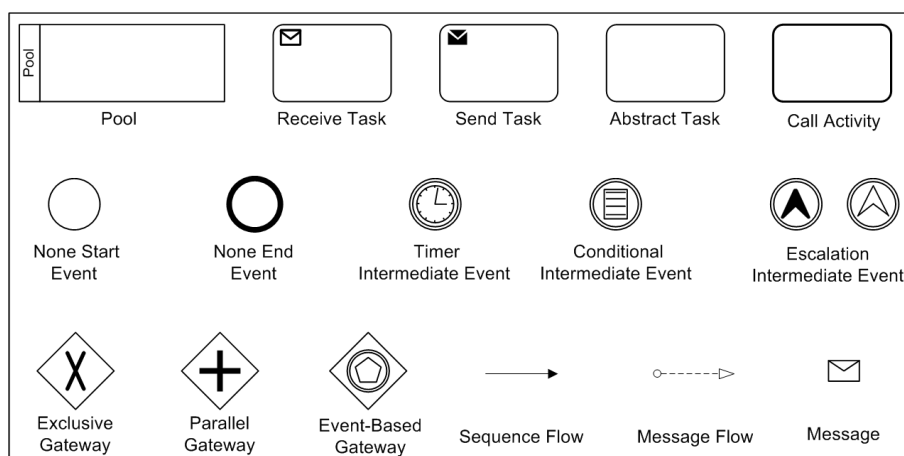 Pool
Pool
Receive Task
Send Task
Abstract Task
Call Activity
None Start
Event
None End
Event
Timer
Intermediate Event
Conditional
Intermediate Event
Escalation
Intermediate Event
Exclusive
Gateway
Parallel
Gateway
Event-Based
Gateway
Sequence Flow
Message Flow
Message